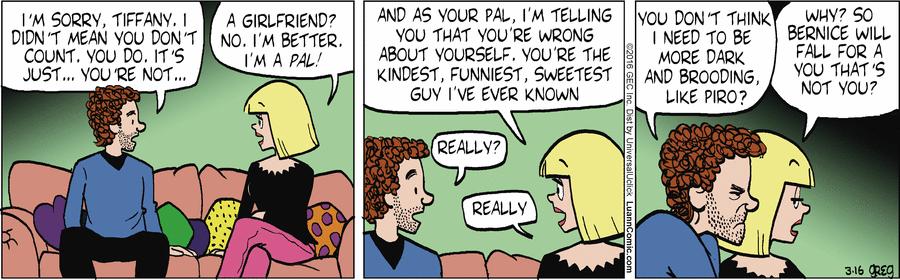 I'M SORRY, TIFFANY. I
DIDN'T MEAN YOU DON'T
COUNT. YOU DO. IT'S
JUST... YOU'RE NOT...
A GIRLFRIEND?
NO. I'M BETTER.
I'M A PAL!
AND AS YOUR PAL, I'M TELLING
YOU THAT YOU'RE WRONG
ABOUT YOURSELF. YOU'RE THE
KINDEST, FUNNIEST, SWEETEST
GUY I'VE EVER KNOWN
REALLY?
REALLY
©2016 GEC Inc. Dist by UniversalUclick LuannComic.com
YOU DON'T THINK
I NEED TO BE
MORE DARK
AND BROODING,
LIKE PIRO?
WHY? SO
BERNICE WILL
FALL FOR A
YOU THAT'S
NOT YOU?
3-16 GREG